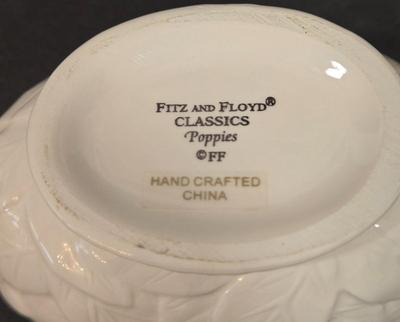 FITZ AND FLOYD®
CLASSICS
Poppies
©FF
HAND CRAFTED
CHINA